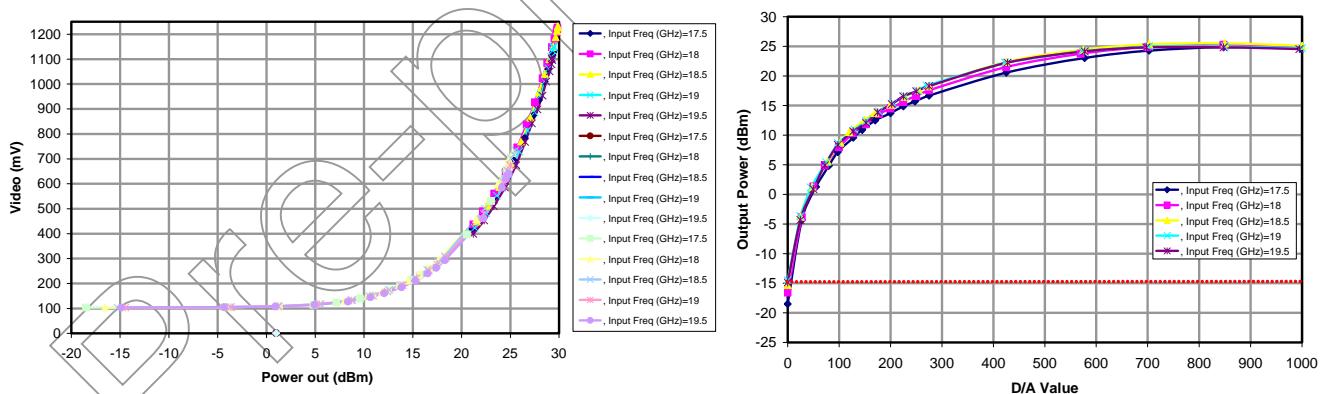 1200
1100
1000
900
800
700
600
500
400
300
200
100
0
Video (mV)
-20 -15 -10 -5 0 5 10 15 20 25 30
Power out (dBm)
, Input Freq (GHz)=17.5
, Input Freq (GHz)=18
, Input Freq (GHz)=18.5
, Input Freq (GHz)=19
, Input Freq (GHz)=19.5
, Input Freq (GHz)=17.5
, Input Freq (GHz)=18
, Input Freq (GHz)=18.5
, Input Freq (GHz)=19
, Input Freq (GHz)=19.5
, Input Freq (GHz)=17.5
, Input Freq (GHz)=18
, Input Freq (GHz)=18.5
, Input Freq (GHz)=19
, Input Freq (GHz)=19.5
30
25
20
15
10
5
0
-5
-10
-15
-20
-25
Output Power (dBm)
, Input Freq (GHz)=17.5
, Input Freq (GHz)=18
, Input Freq (GHz)=18.5
, Input Freq (GHz)=19
, Input Freq (GHz)=19.5
0 100 200 300 400 500 600 700 800 900 1000
D/A Value